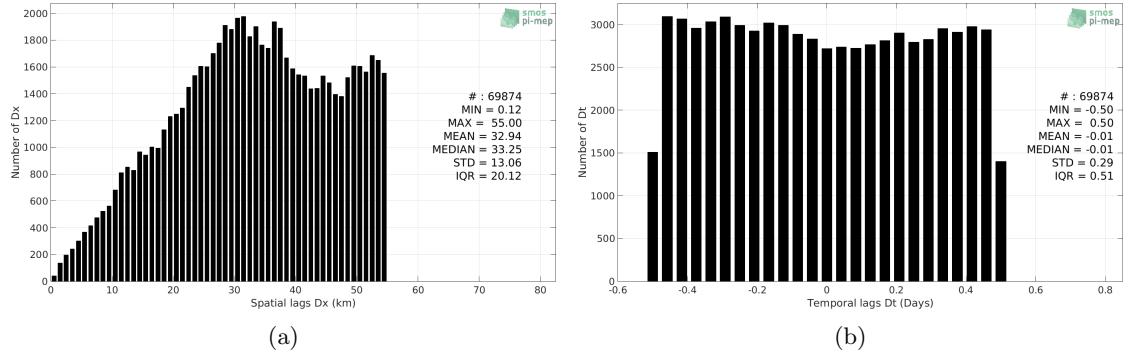 2000
1800
1600
1400
1200
1000
800
600
400
200
0
Number of Dx
0 10 20 30 40 50 60 70 80
Spatial lags Dx (km)
smos
pi-mep
# : 69874
MIN = 0.12
MAX = 55.00
MEAN = 32.94
MEDIAN = 33.25
STD = 13.06
IQR = 20.12
(a)
3000
2500
2000
1500
1000
500
0
Number of Dt
-0.6 -0.4 -0.2 0 0.2 0.4 0.6 0.8
Temporal lags Dt (Days)
smos
pi-mep
# : 69874
MIN = -0.50
MAX = 0.50
MEAN = -0.01
MEDIAN = -0.01
STD = 0.29
IQR = 0.51
(b)